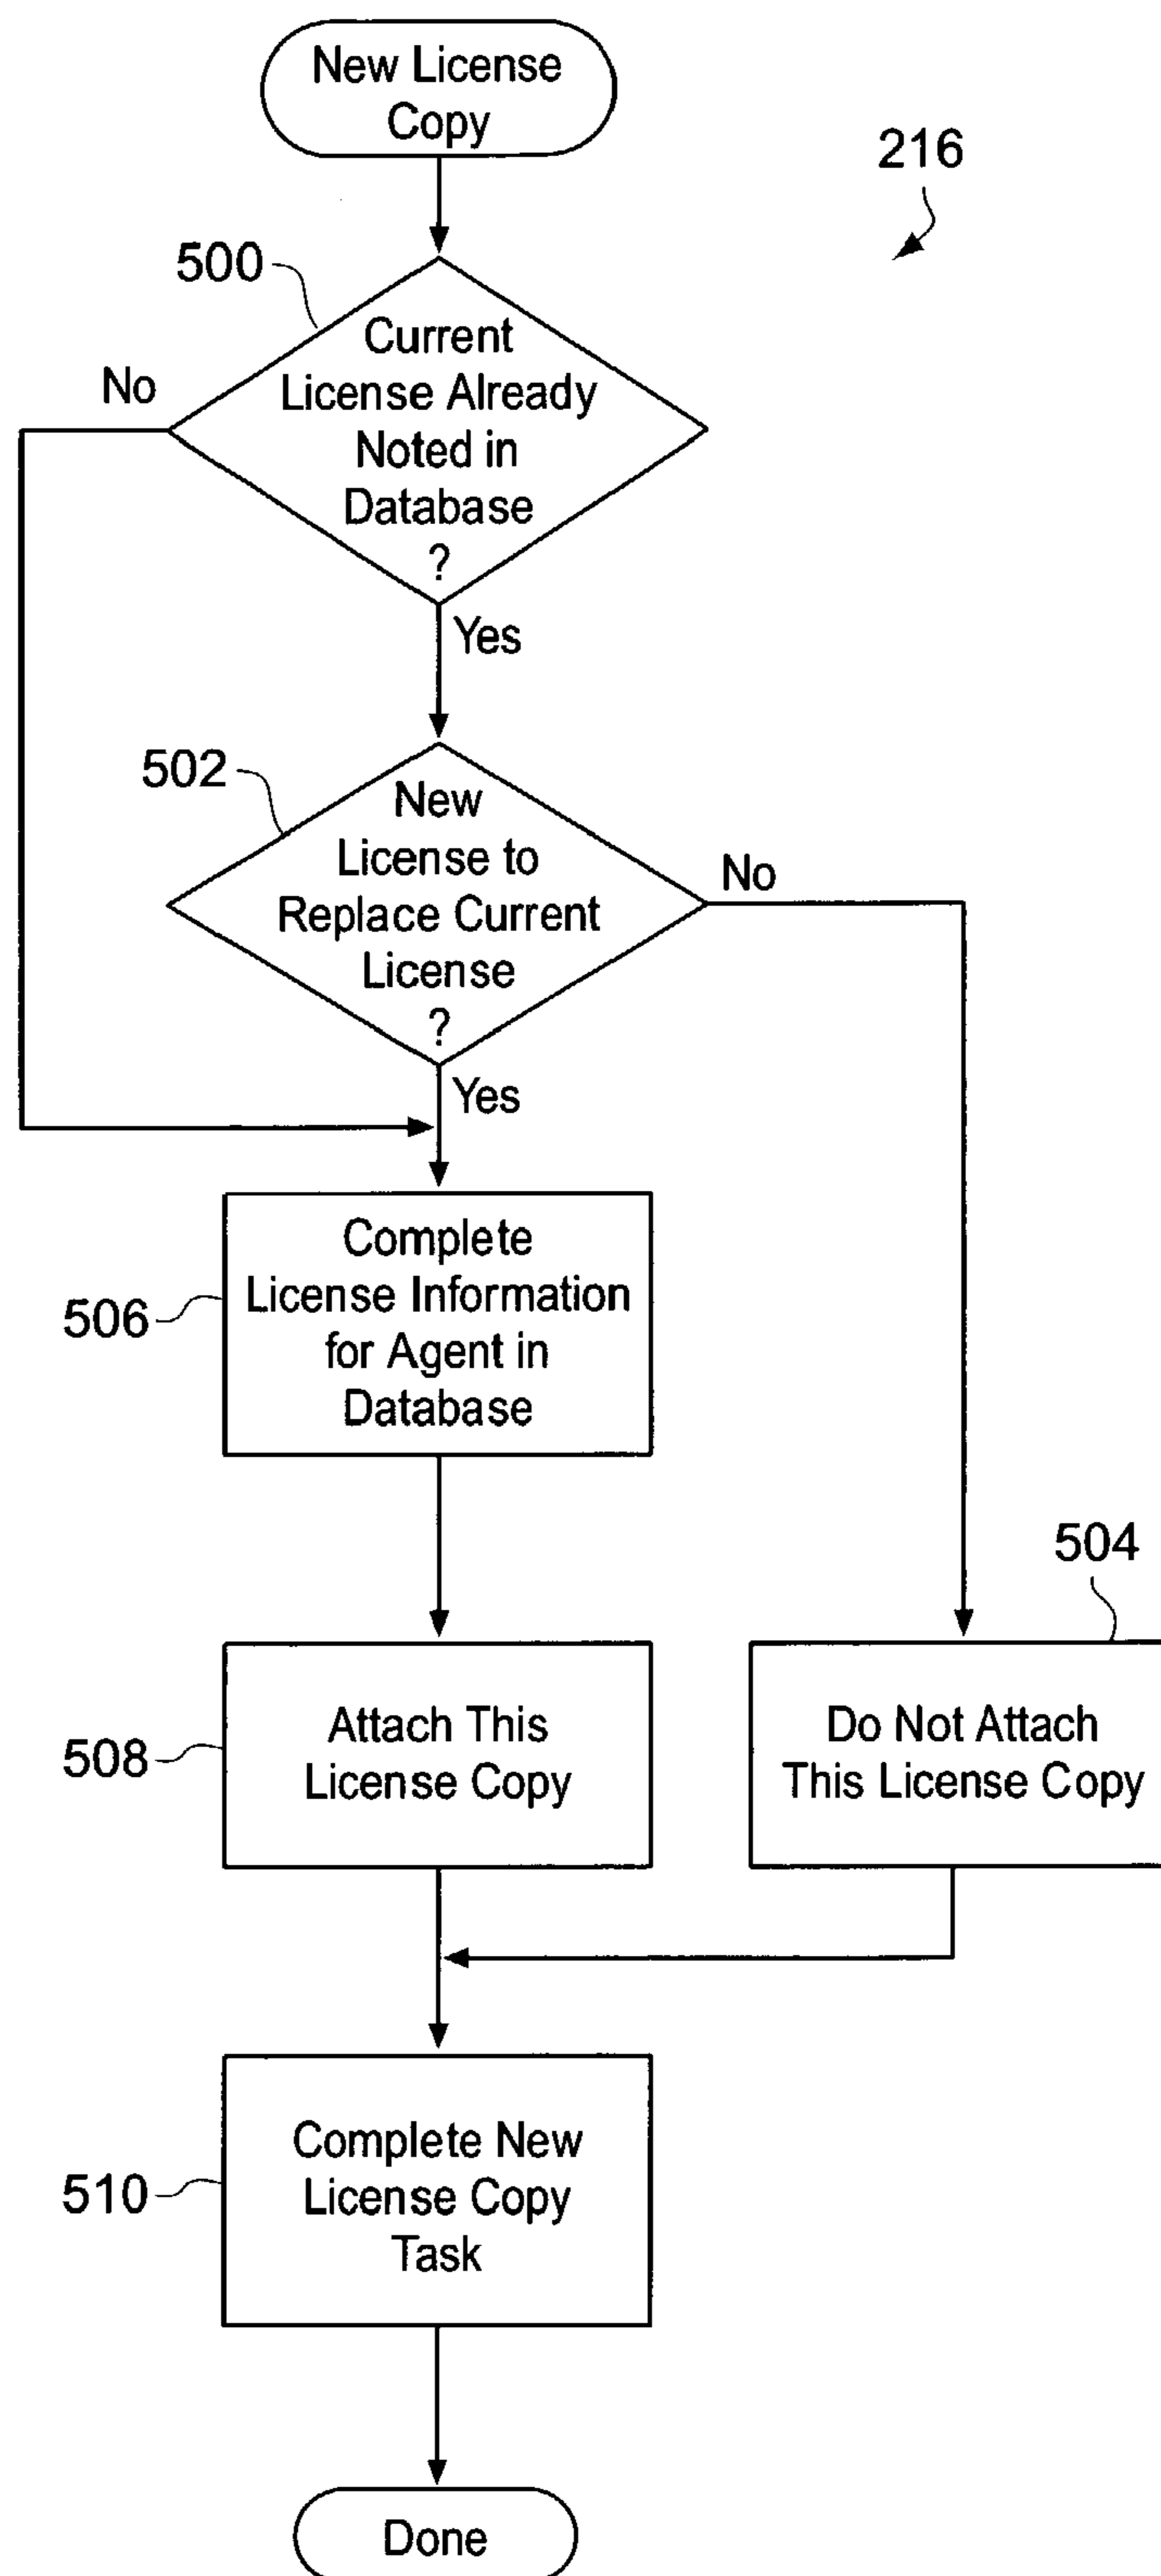 New License
Copy
216
500
Current
License Already
Noted in
Database
?
No
Yes
502
New
License to
Replace Current
License
?
No
Yes
506
Complete
License Information
for Agent in
Database
504
508
Attach This
License Copy
Do Not Attach
This License Copy
510
Complete New
License Copy
Task
Done